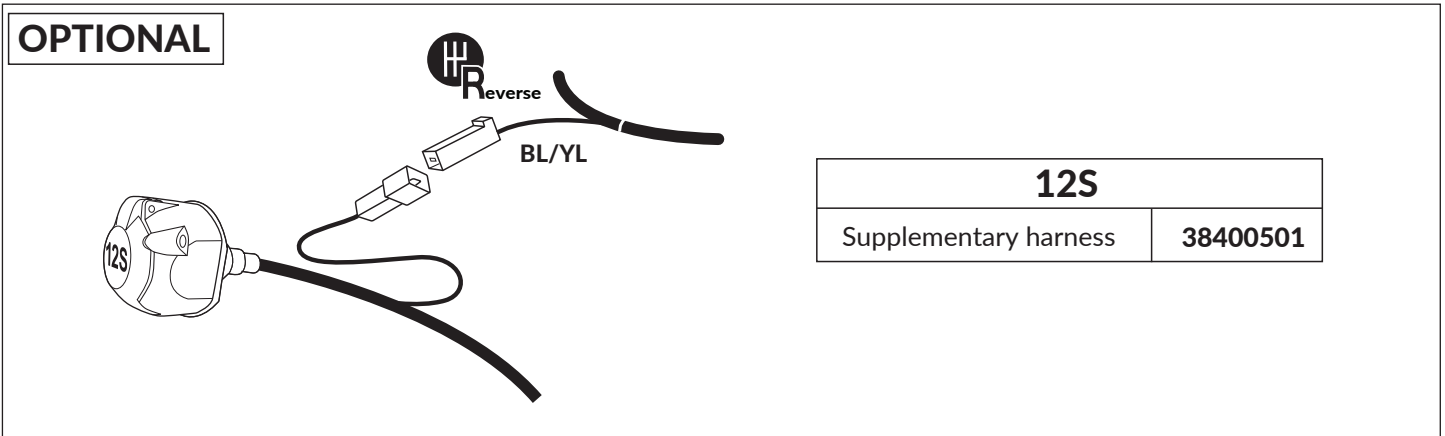 OPTIONAL
Reverse
BL/YL
12S
12S
Supplementary harness 38400501